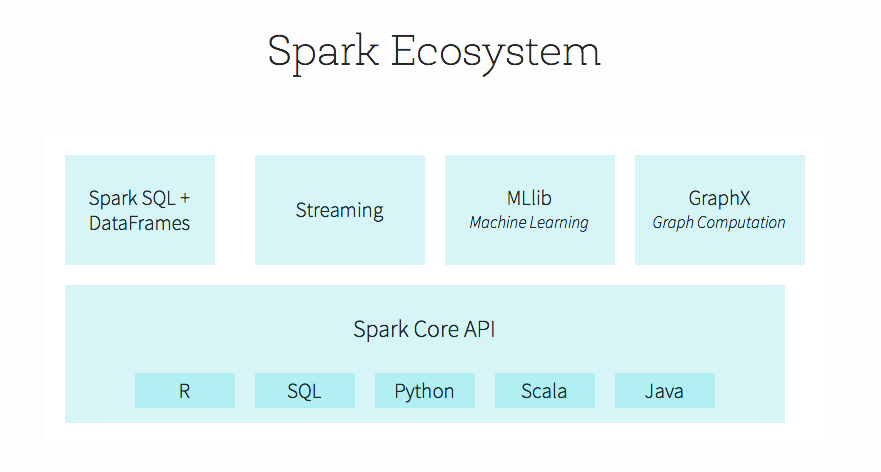 Spark Ecosystem
Spark SQL +
DataFrames
Streaming
MLlib
Machine Learning
GraphX
Graph Computation
Spark Core API
R
SQL
Python
Scala
Java